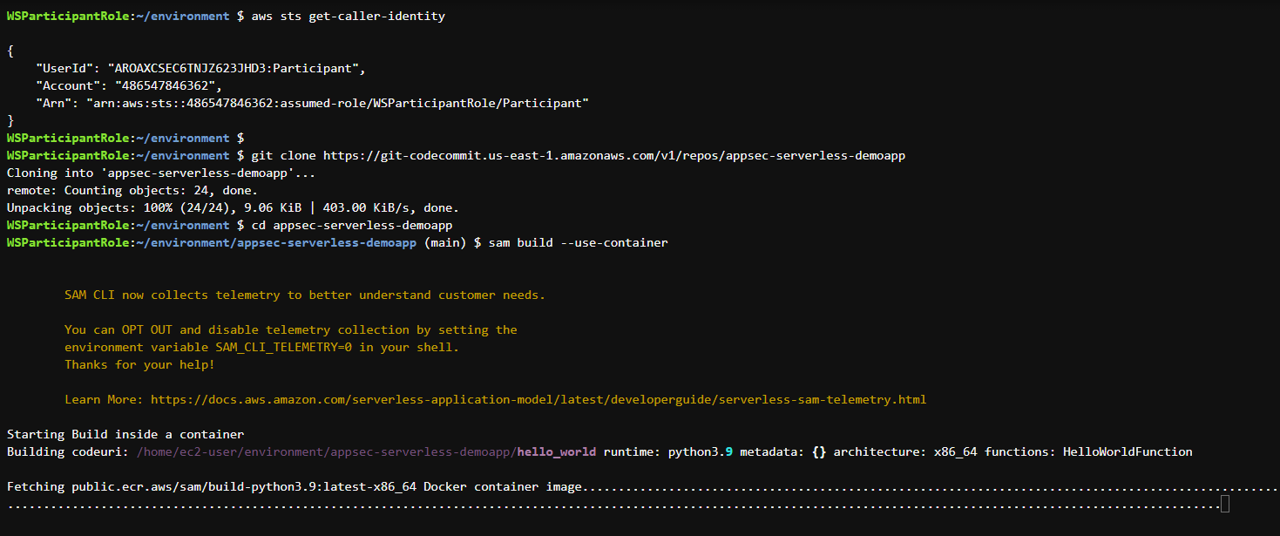 WSParticipantRole:~/environment $ aws sts get-caller-identity
{
    "UserId": "AROAXCSEC6TNJZ623JHD3:Participant",
    "Account": "486547846362",
    "Arn": "arn:aws:sts::486547846362:assumed-role/WSParticipantRole/Participant"
}
WSParticipantRole:~/environment $
WSParticipantRole:~/environment $ git clone https://git-codecommit.us-east-1.amazonaws.com/v1/repos/appsec-serverless-demoapp
Cloning into 'appsec-serverless-demoapp'...
remote: Counting objects: 24, done.
Unpacking objects: 100% (24/24), 9.06 KiB | 403.00 KiB/s, done.
WSParticipantRole:~/environment $ cd appsec-serverless-demoapp
WSParticipantRole:~/environment/appsec-serverless-demoapp (main) $ sam build --use-container
SAM CLI now collects telemetry to better understand customer needs.
You can OPT OUT and disable telemetry collection by setting the
environment variable SAM_CLI_TELEMETRY=0 in your shell.
Thanks for your help!
Learn More: https://docs.aws.amazon.com/serverless-application-model/latest/developerguide/serverless-sam-telemetry.html
Starting Build inside a container
Building codeuri: /home/ec2-user/environment/appsec-serverless-demoapp/hello_world runtime: python3.9 metadata: {} architecture: x86_64 functions: HelloWorldFunction
Fetching public.ecr.aws/sam/build-python3.9:latest-x86_64 Docker container image.................................................................................................
.........................................................................................................................................................................